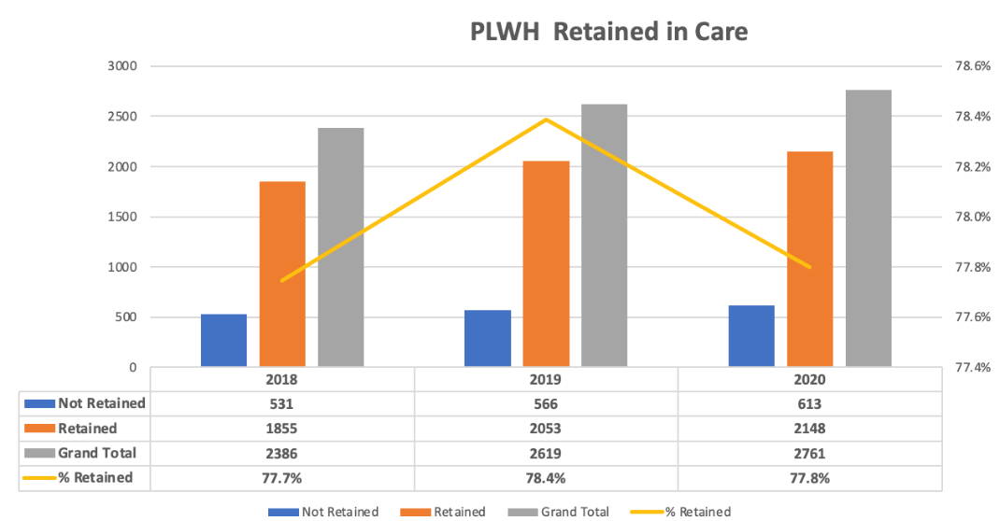 PLWH  Retained in Care
3000 78.6%
2500 78.4%
2000 78.2%
1500 78.0%
1000 77.8%
500 77.6%
0 77.4%
2018 2019 2020
Not Retained 531 566 613
Retained 1855 2053 2148
Grand Total 2386 2619 2761
% Retained 77.7% 78.4% 77.8%
Not Retained Retained Grand Total % Retained